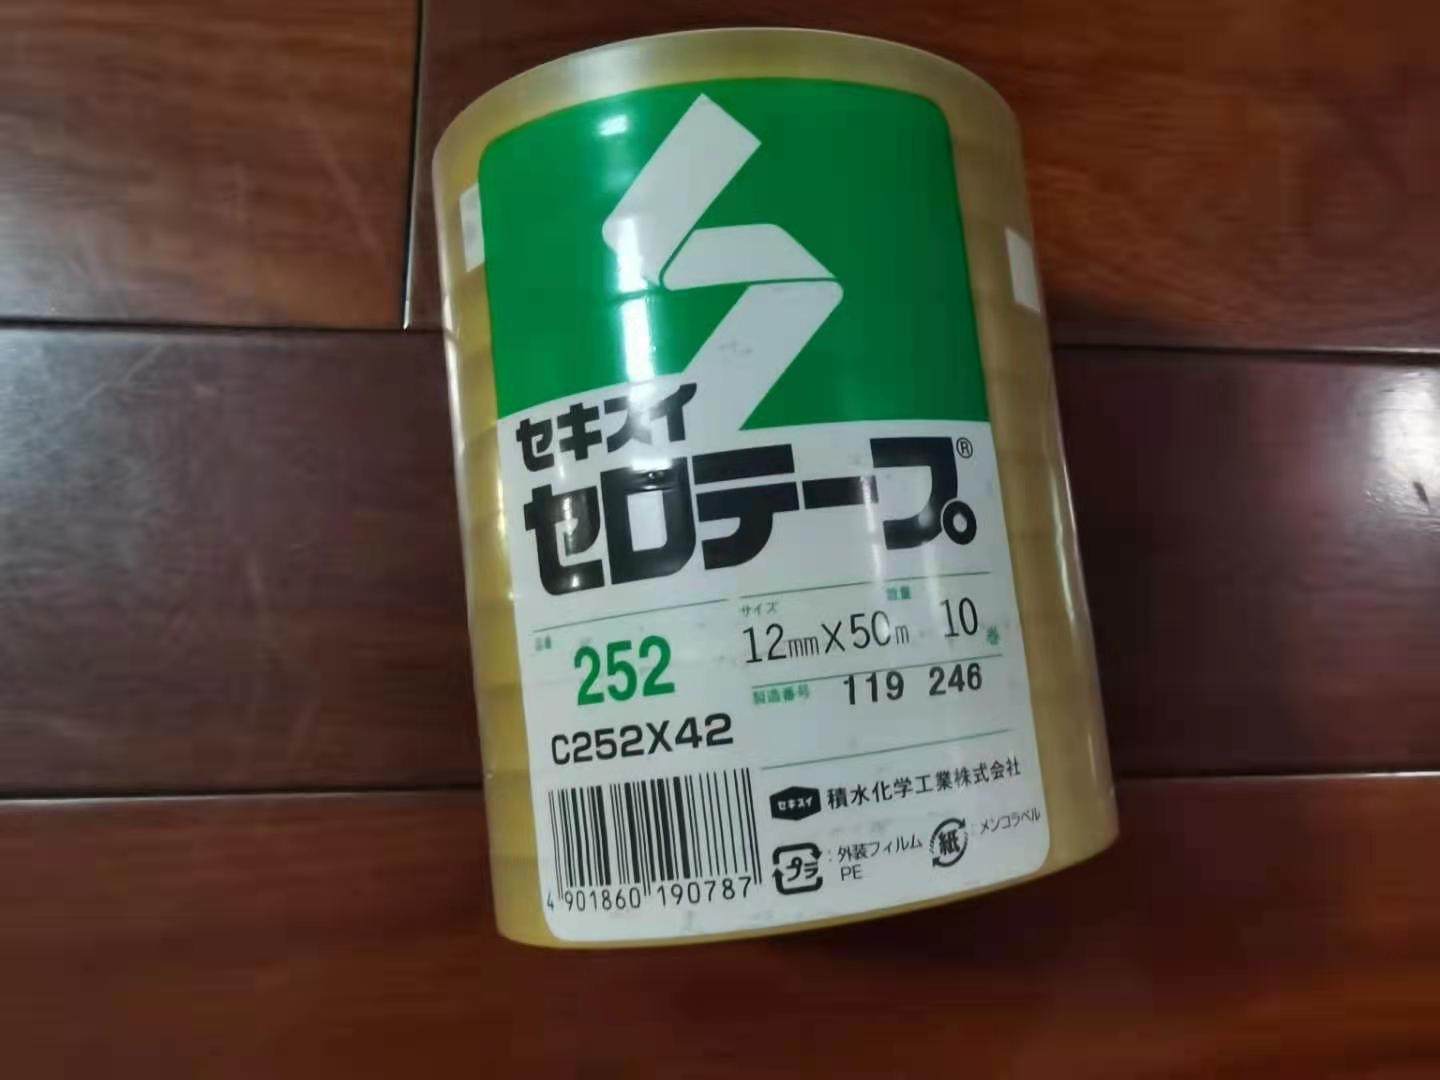 セキスイ
セロテープ®
品番
252
サイズ
12mm×50m
数量
10巻
製造番号 119 246
C252X42
4 901860 190787
セキスイ 積水化学工業株式会社
プラ :外装フィルム
PE
紙 :メンコラベル